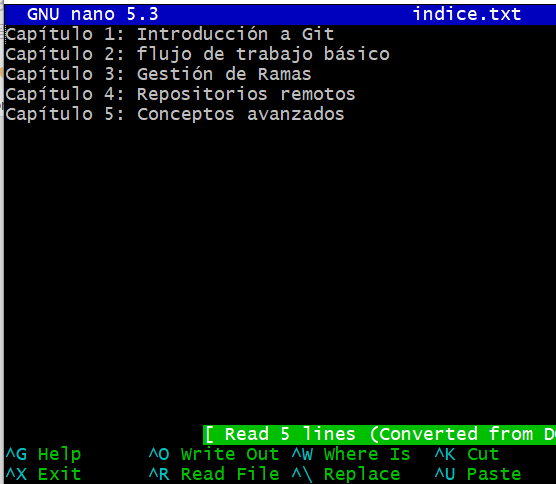 GNU nano 5.3 indice.txt
Capítulo 1: Introducción a Git
Capítulo 2: flujo de trabajo básico
Capítulo 3: Gestión de Ramas
Capítulo 4: Repositorios remotos
Capítulo 5: Conceptos avanzados
[ Read 5 lines (Converted from
^G Help ^O Write Out ^W Where Is ^K Cut
^X Exit ^R Read File ^\ Replace ^U Paste